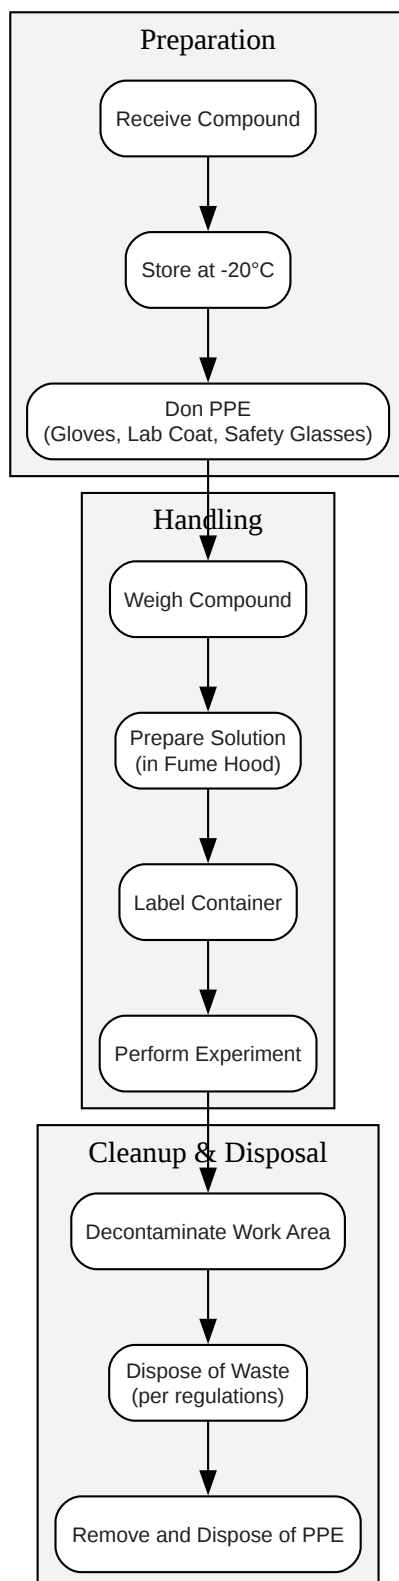 Preparation
Receive Compound
Store at -20°C
Don PPE
(Gloves, Lab Coat, Safety Glasses)
Handling
Weigh Compound
Prepare Solution
(in Fume Hood)
Label Container
Perform Experiment
Cleanup & Disposal
Decontaminate Work Area
Dispose of Waste
(per regulations)
Remove and Dispose of PPE